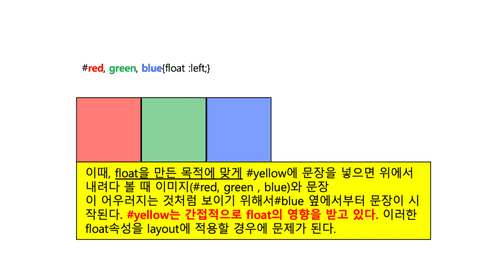 #red, green, blue{float :left;}
이때, float을 만든 목적에 맞게 #yellow에 문장을 넣으면 위에서
내려다 볼 때 이미지(#red, green , blue)와 문장
이 어우러지는 것처럼 보이기 위해서#blue 옆에서부터 문장이 시
작된다. #yellow는 간접적으로 float의 영향을 받고 있다. 이러한
float속성을 layout에 적용할 경우에 문제가 된다.